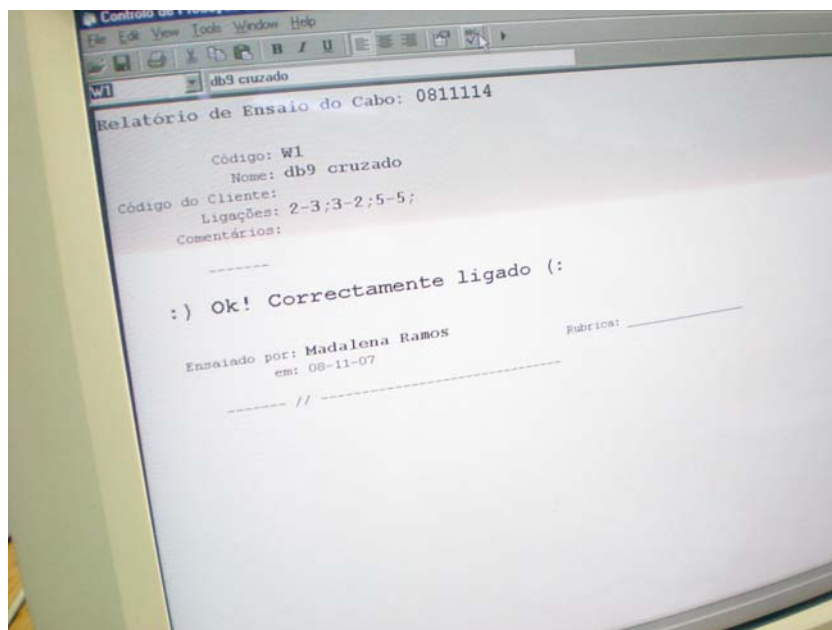 Controlo de
File Edit View Tools Window Help
B I U
W1 db9 cruzado
Relatório de Ensaio do Cabo: 0811114
Código: W1
Nome: db9 cruzado
Código do Cliente:
Ligações: 2-3;3-2;5-5;
Comentários:
-------
:) Ok! Correctamente ligado (:
Ensaiado por: Madalena Ramos Rubrica: _______________
em: 08-11-07
------- // -----------------------------